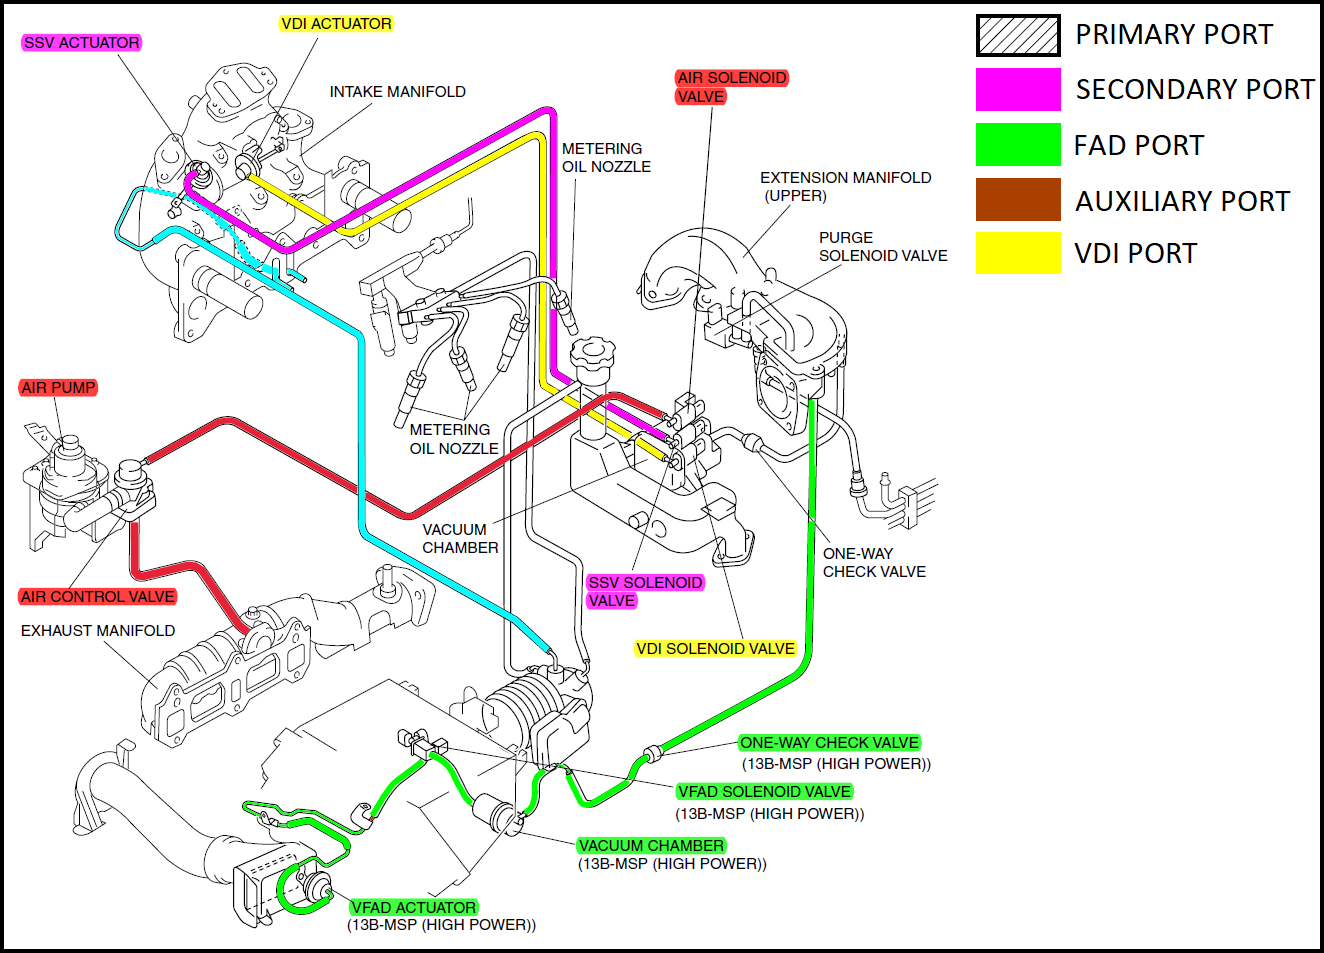 VDI ACTUATOR
SSV ACTUATOR
INTAKE MANIFOLD
AIR SOLENOID
VALVE
METERING
OIL NOZZLE
EXTENSION MANIFOLD
(UPPER)
PURGE
SOLENOID VALVE
PRIMARY PORT
SECONDARY PORT
FAD PORT
AUXILIARY PORT
VDI PORT
AIR PUMP
METERING
OIL NOZZLE
VACUUM
CHAMBER
ONE-WAY
CHECK VALVE
SSV SOLENOID
VALVE
AIR CONTROL VALVE
EXHAUST MANIFOLD
VDI SOLENOID VALVE
ONE-WAY CHECK VALVE
(13B-MSP (HIGH POWER))
VFAD SOLENOID VALVE
(13B-MSP (HIGH POWER))
VACUUM CHAMBER
(13B-MSP (HIGH POWER))
VFAD ACTUATOR
(13B-MSP (HIGH POWER))